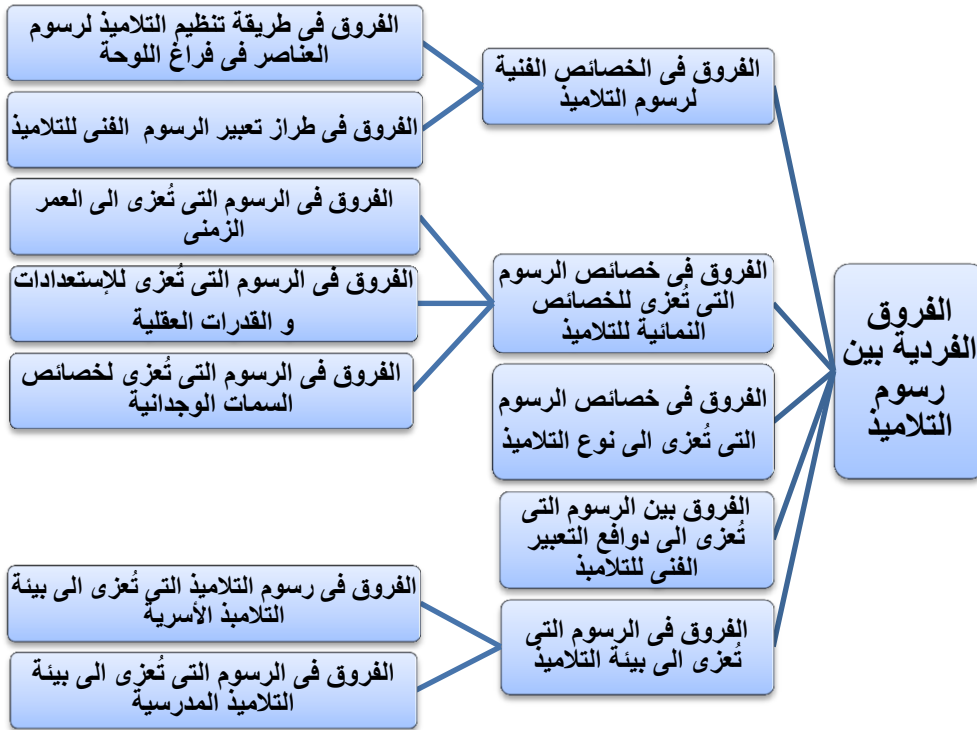 الفروق
الفردية بين
رسوم
التلاميذ
الفروق فى الخصائص الفنية
لرسوم التلاميذ
الفروق فى طريقة تنظيم التلاميذ لرسوم
العناصر فى فراغ اللوحة
الفروق فى طراز تعبير الرسوم الفنى للتلاميذ
الفروق فى خصائص الرسوم
التى تُعزى للخصائص
النمائية للتلاميذ
الفروق فى الرسوم التى تُعزى الى العمر
الزمنى
الفروق فى الرسوم التى تُعزى للإستعدادات
و القدرات العقلية
الفروق فى الرسوم التى تُعزى لخصائص
السمات الوجدانية
الفروق فى خصائص الرسوم
التى تُعزى الى نوع التلاميذ
الفروق بين الرسوم التى
تُعزى الى دوافع التعبير
الفنى للتلامبذ
الفروق فى الرسوم التى
تُعزى الى بيئة التلاميذ
الفروق فى رسوم التلاميذ التى تُعزى الى بيئة
التلامبذ الأسرية
الفروق فى الرسوم التى تُعزى الى بيئة
التلاميذ المدرسية